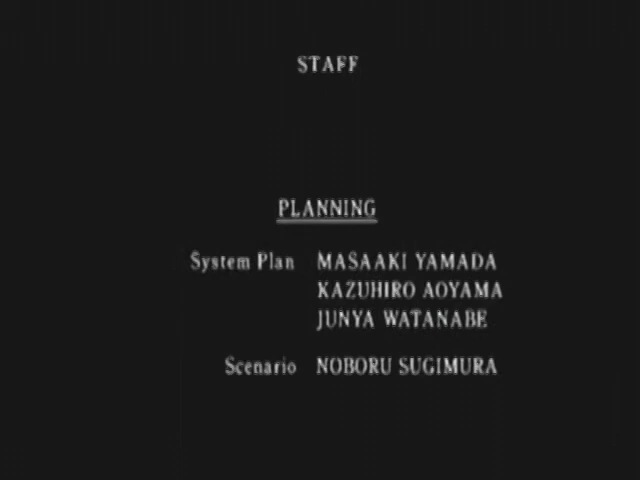 STAFF
PLANNING
System Plan MASAAKI YAMADA
KAZUHIRO AOYAMA
JUNYA WATANABE
Scenario NOBORU SUGIMURA